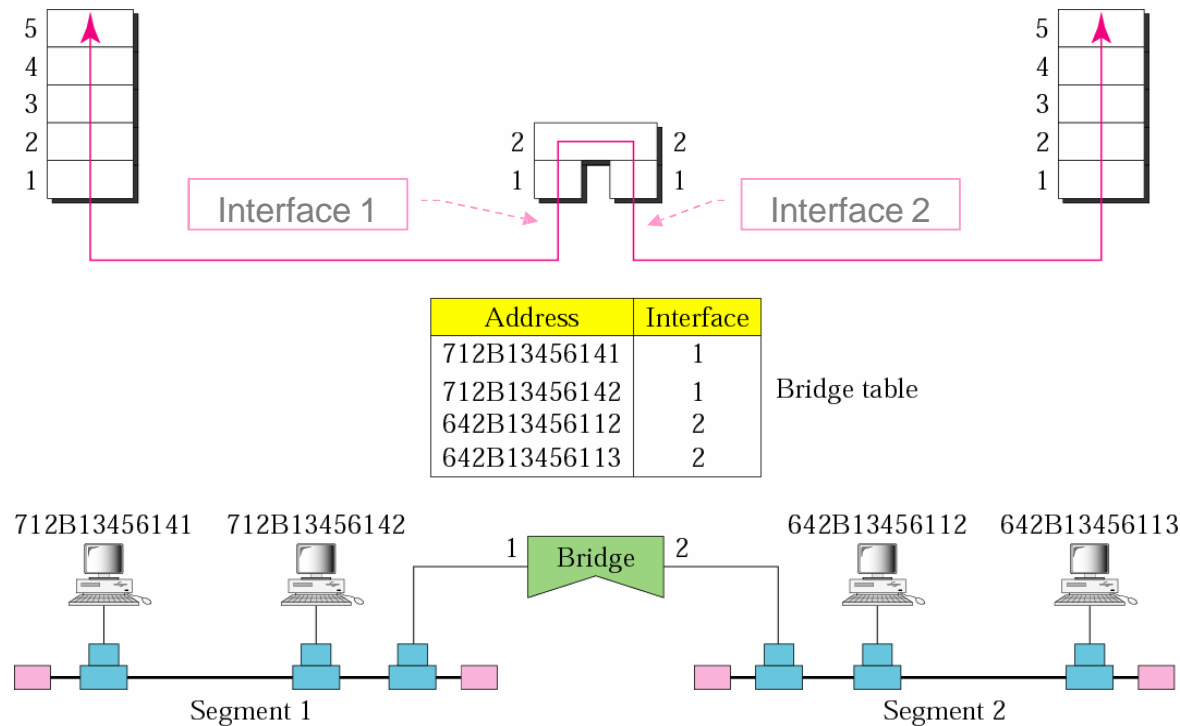 5
4
3
2
1
5
4
3
2
1
2
2
1
1
Interface 1
Interface 2
Address Interface
712B13456141 1
712B13456142 1
642B13456112 2
642B13456113 2
Bridge table
712B13456141 712B13456142
642B13456112 642B13456113
1 Bridge 2
Segment 1
Segment 2